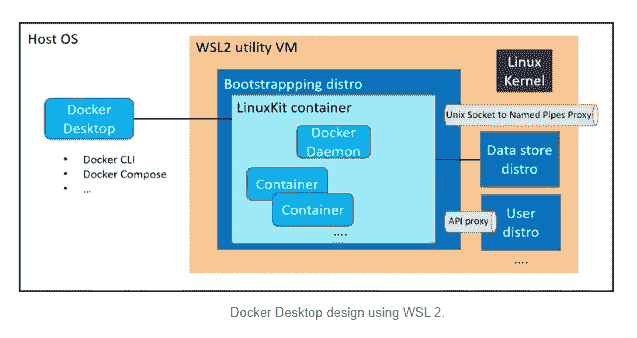 Host OS
WSL2 utility VM
Linux
Kernel
Bootstrappping distro
LinuxKit container
Docker
Desktop
Docker
Daemon
Unix Socket to Named Pipes Proxy
• Docker CLI
• Docker Compose
• ...
Data store
distro
Container
Container
API proxy
User
distro
....
....
....
Docker Desktop design using WSL 2.